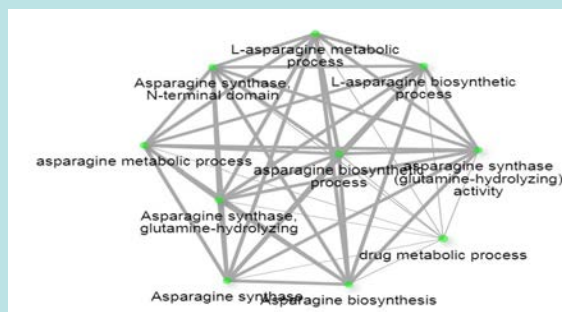 L-asparagine metabolic
process
Asparagine synthase,
N-terminal domain
L-asparagine biosynthetic
process
asparagine metabolic process
asparagine biosynthetic
process
asparagine synthase
(glutamine-hydrolyzing)
activity
Asparagine synthase,
glutamine-hydrolyzing
drug metabolic process
Asparagine synthase
Asparagine biosynthesis